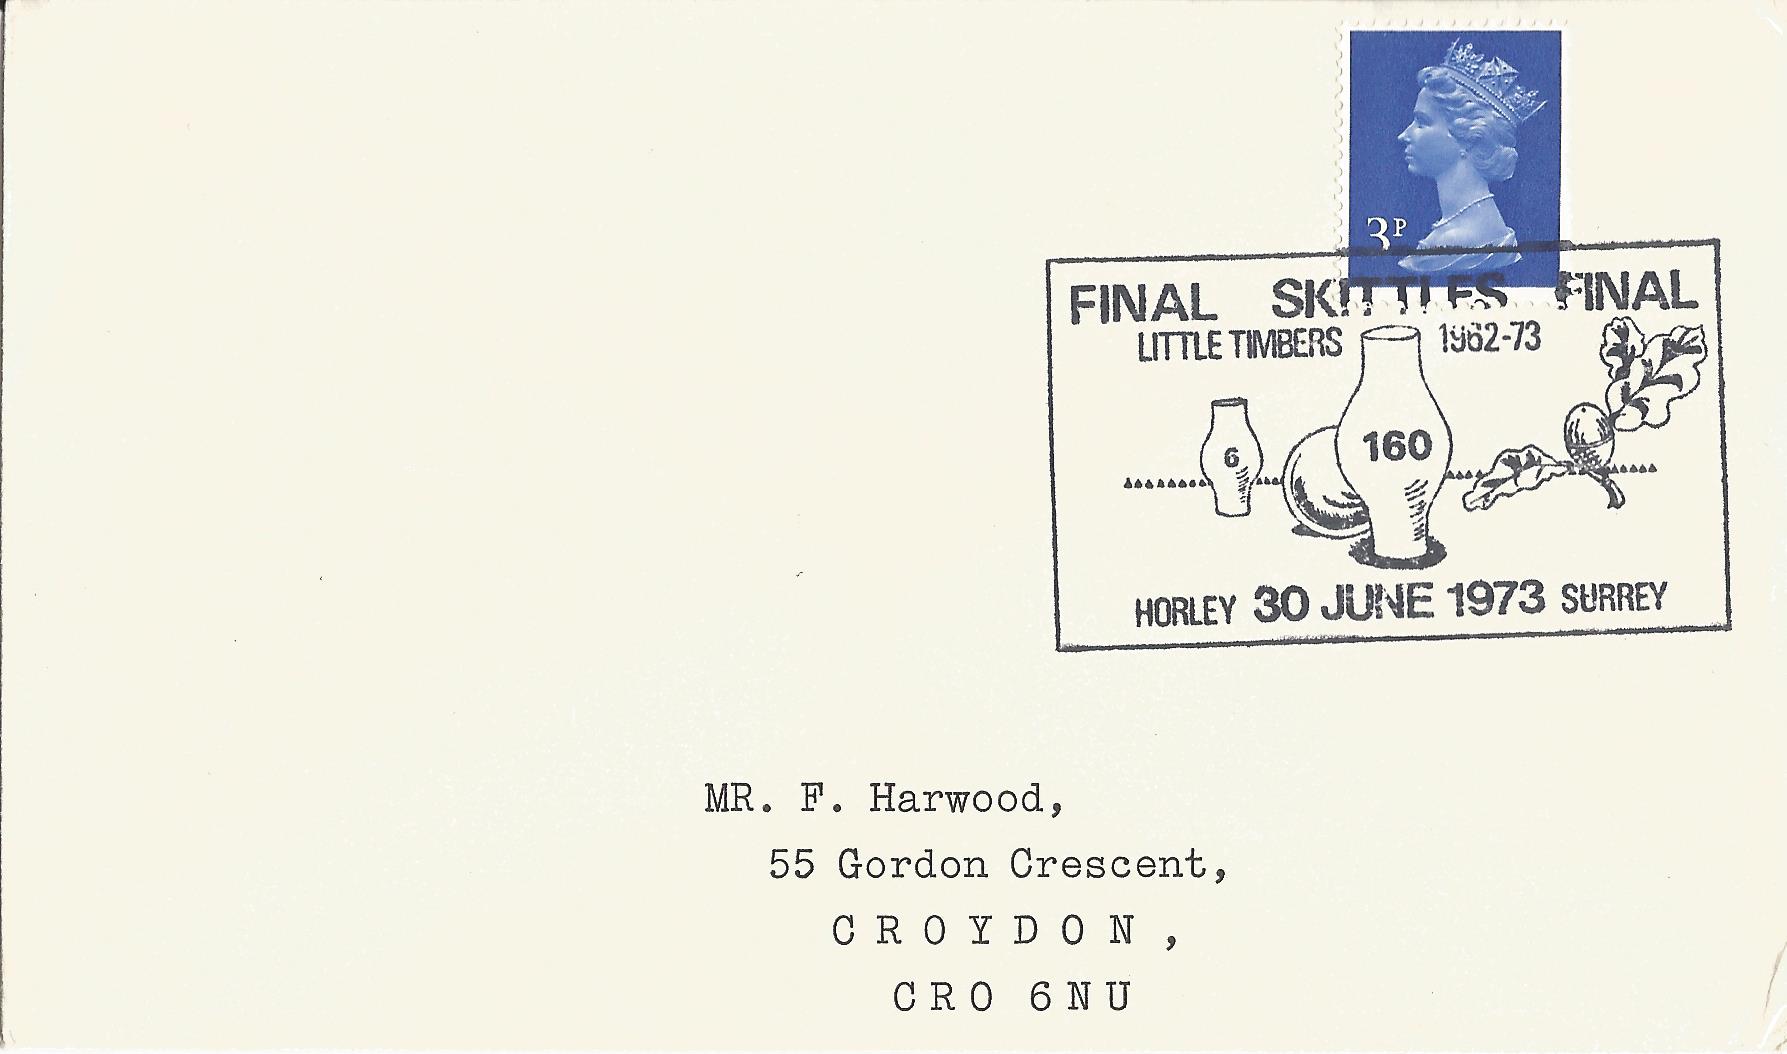 3P
FINAL SKITTLES FINAL
LITTLE TIMBERS 1962-73
6 160
HORLEY 30 JUNE 1973 SURREY
MR. F. Harwood,
55 Gordon Crescent,
CROYDON,
CRO 6NU